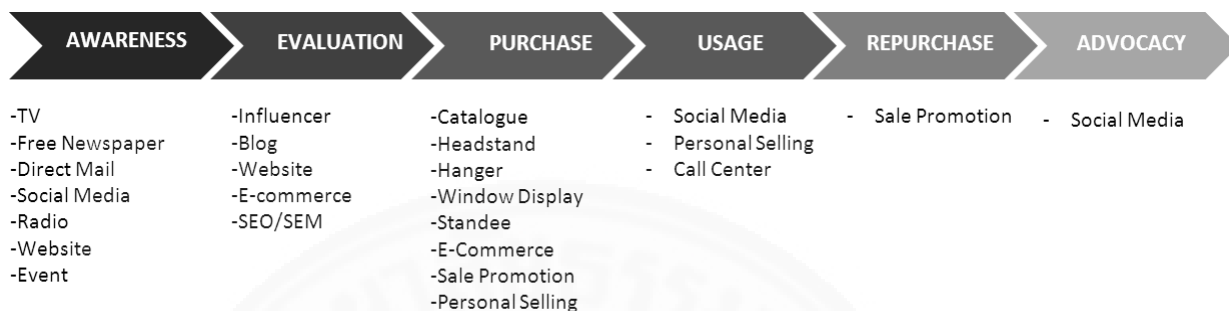 AWARENESS
EVALUATION
PURCHASE
USAGE
REPURCHASE
ADVOCACY
-TV
-Free Newspaper
-Direct Mail
-Social Media
-Radio
-Website
-Event
-Influencer
-Blog
-Website
-E-commerce
-SEO/SEM
-Catalogue
-Headstand
-Hanger
-Window Display
-Standee
-E-Commerce
-Sale Promotion
-Personal Selling
- Social Media
- Personal Selling
- Call Center
- Sale Promotion
- Social Media